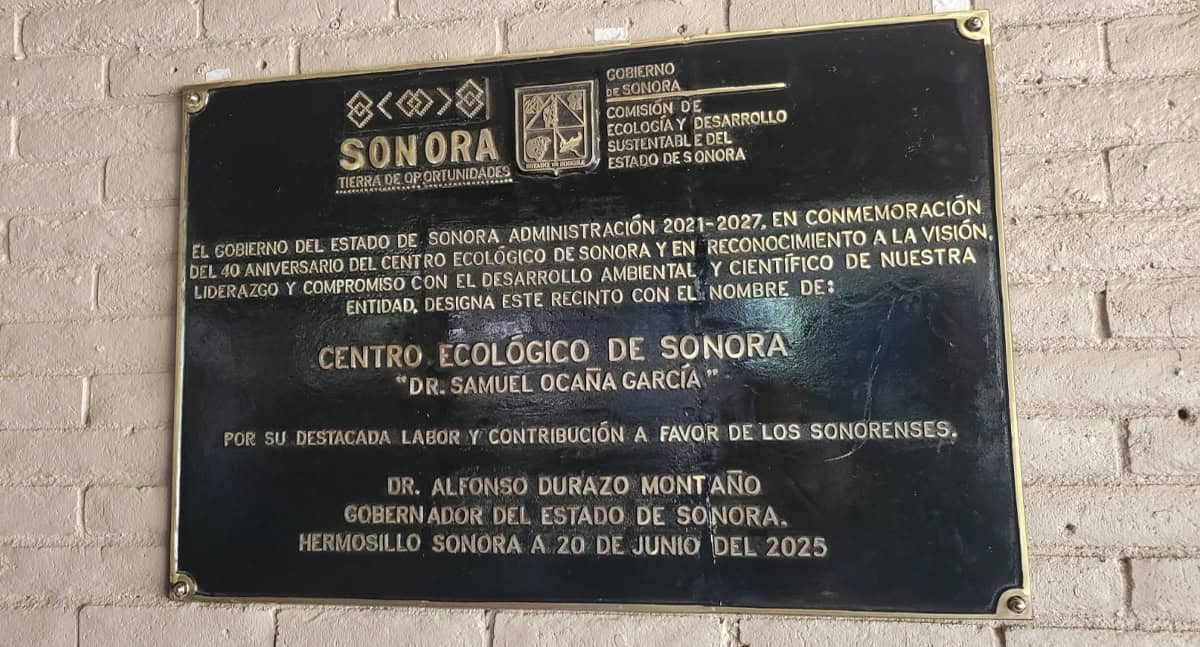 SONORA
TIERRA DE OPORTUNIDADES
ESTADO DE SONORA
GOBIERNO
DE SONORA
COMISIÓN DE
ECOLOGÍA Y DESARROLLO
SUSTENTABLE DEL
ESTADO DE SONORA
EL GOBIERNO DEL ESTADO DE SONORA ADMINISTRACIÓN 2021-2027, EN CONMEMORACIÓN
DEL 40 ANIVERSARIO DEL CENTRO ECOLÓGICO DE SONORA Y EN RECONOCIMIENTO A LA VISIÓN,
LIDERAZGO Y COMPROMISO CON EL DESARROLLO AMBIENTAL Y CIENTÍFICO DE NUESTRA
ENTIDAD, DESIGNA ESTE RECINTO CON EL NOMBRE DE:
CENTRO ECOLÓGICO DE SONORA
"DR. SAMUEL OCAÑA GARCÍA"
POR SU DESTACADA LABOR Y CONTRIBUCIÓN A FAVOR DE LOS SONORENSES.
DR. ALFONSO DURAZO MONTAÑO
GOBERNADOR DEL ESTADO DE SONORA.
HERMOSILLO SONORA A 20 DE JUNIO DEL 2025